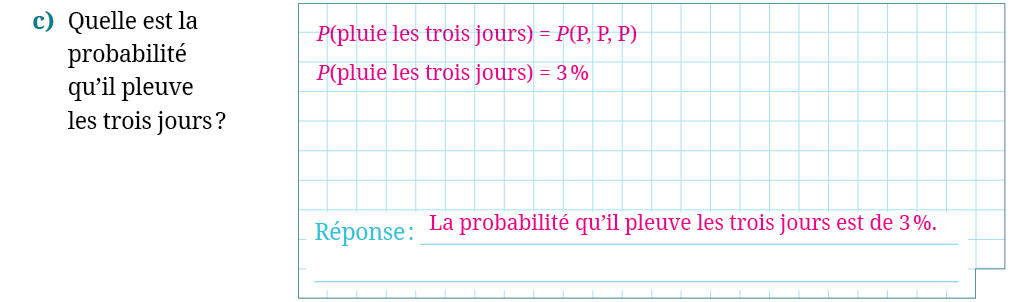 c) Quelle est la
probabilité
qu’il pleuve
les trois jours ?
P(pluie les trois jours) = P(P, P, P)
P(pluie les trois jours) = 3 %
Réponse : La probabilité qu’il pleuve les trois jours est de 3 %.